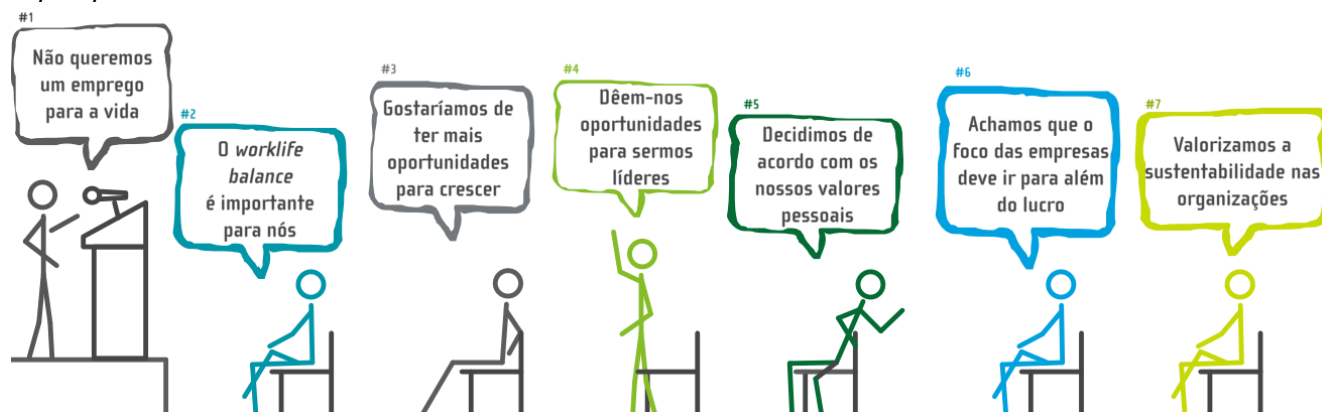 #1
Não queremos
um emprego
para a vida
#2
O worklife
balance
é importante
para nós
#3
Gostaríamos de
ter mais
oportunidades
para crescer
#4
Dêem-nos
oportunidades
para sermos
líderes
#5
Decidimos de
acordo com os
nossos valores
pessoais
#6
Achamos que o
foco das empresas
deve ir para além
do lucro
#7
Valorizamos a
sustentabilidade nas
organizações